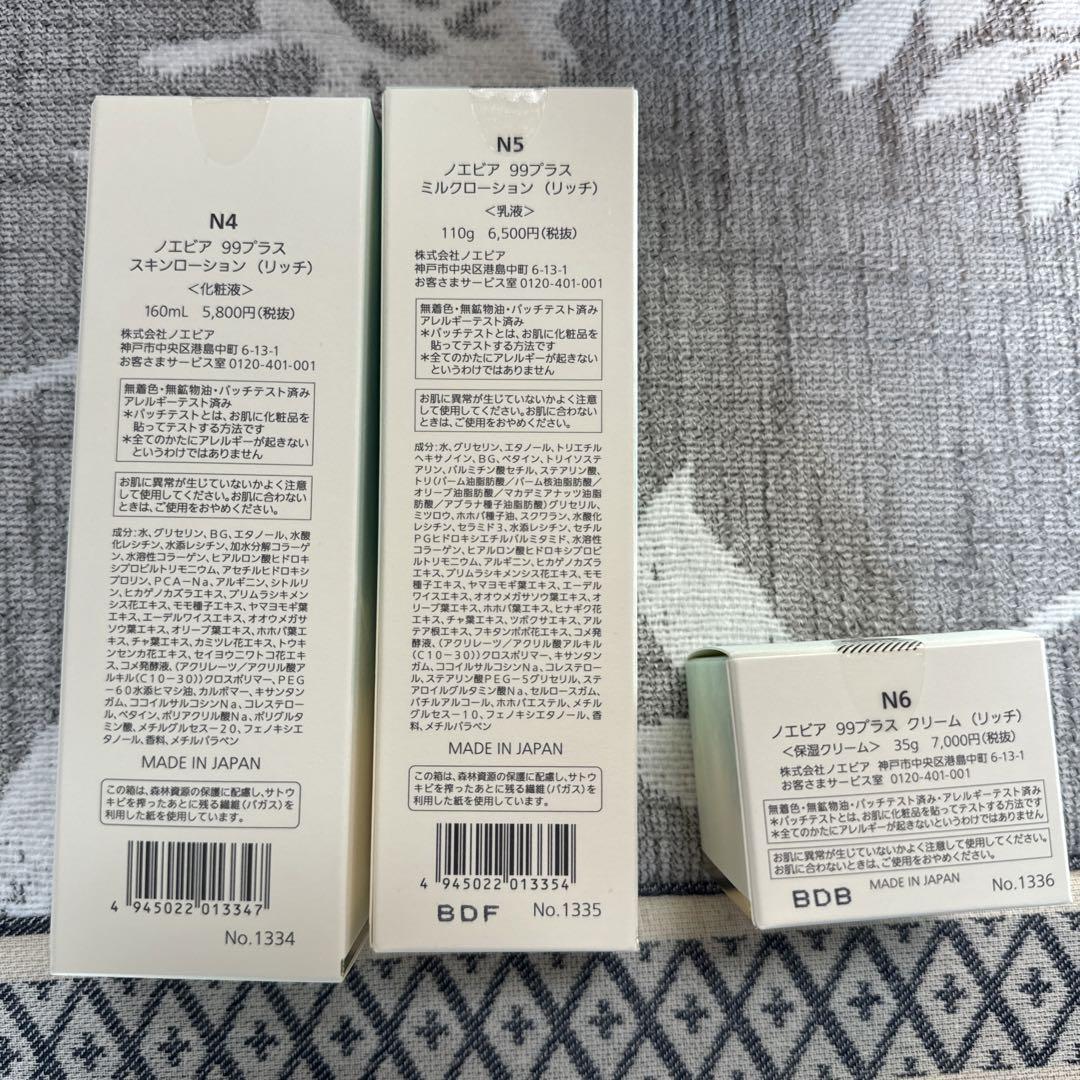 N4
ノエビア 99プラス
スキンローション (リッチ)
＜化粧液＞
160mL 5,800円(税抜)
株式会社ノエビア
神戸市中央区港島中町 6-13-1
お客さまサービス室 0120-401-001
無着色・無鉱物油・パッチテスト済み
アレルギーテスト済み
＊パッチテストとは、お肌に化粧品を
貼ってテストする方法です
＊全てのかたにアレルギーが起きない
というわけではありません
お肌に異常が生じていないかよく注意
して使用してください。お肌に合わない
ときは、ご使用をおやめください。
成分:水、グリセリン、BG、エタノール、水酸
化レシチン、水添レシチン、加水分解コラーゲ
ン、水溶性コラーゲン、ヒアルロン酸ヒドロキ
シプロピルトリモニウム、アセチルヒドロキシ
プロリン、PCA-Na、アルギニン、シトルリ
ン、ヒカゲノカズラエキス、プリムラシキメン
シス花エキス、モモ種子エキス、ヤマヨモギ葉
エキス、エーデルワイスエキス、オオウメガサ
ソウ葉エキス、オリーブ葉エキス、ホホバ葉エ
キス、チャ葉エキス、カミツレ花エキス、トウキ
ンセンカ花エキス、セイヨウニワトコ花エキ
ス、コメ発酵液、(アクリレーツ/アクリル酸ア
ルキル(C10-30))クロスポリマー、PEG
-60水添ヒマシ油、カルボマー、キサンタン
ガム、ココイルサルコシンNa、コレステロー
ル、ベタイン、ポリアクリル酸Na、ポリグルタ
ミン酸、メチルグルセス-20、フェノキシエ
タノール、香料、メチルパラベン
MADE IN JAPAN
この箱は、森林資源の保護に配慮し、サトウ
キビを搾ったあとに残る繊維(バガス)を
利用した紙を使用しています。
4 945022 013347
No.1334
N5
ノエビア 99プラス
ミルクローション (リッチ)
＜乳液＞
110g 6,500円(税抜)
株式会社ノエビア
神戸市中央区港島中町 6-13-1
お客さまサービス室 0120-401-001
無着色・無鉱物油・パッチテスト済み
アレルギーテスト済み
＊パッチテストとは、お肌に化粧品を
貼ってテストする方法です
＊全てのかたにアレルギーが起きない
というわけではありません
お肌に異常が生じていないかよく注意
して使用してください。お肌に合わない
ときは、ご使用をおやめください。
成分:水、グリセリン、エタノール、トリエチル
ヘキサノイン、BG、ベタイン、トリイソステ
アリン、パルミチン酸セチル、ステアリン酸、
トリ(パーム油脂肪酸/パーム核油脂肪酸/
オリーブ油脂肪酸/マカデミアナッツ油脂
肪酸/アブラナ種子油脂肪酸)グリセリル、
ミツロウ、ホホバ種子油、スクワラン、水酸化
レシチン、セラミド3、水添レシチン、セチル
PGヒドロキシエチルパルミタミド、水溶性
コラーゲン、ヒアルロン酸ヒドロキシプロピ
ルトリモニウム、アルギニン、ヒカゲノカズラ
エキス、プリムラシキメンシス花エキス、モモ
種子エキス、ヤマヨモギ葉エキス、エーデル
ワイスエキス、オオウメガサソウ葉エキス、オ
リーブ葉エキス、ホホバ葉エキス、ヒナギク花
エキス、チャ葉エキス、ツボクサエキス、アル
テア根エキス、フキタンポポ花エキス、コメ発
酵液、(アクリレーツ/アクリル酸アルキル
(C10-30))クロスポリマー、キサンタン
ガム、ココイルサルコシンNa、コレステロー
ル、ステアリン酸PEG-5グリセリル、ステ
アロイルグルタミン酸Na、セルロースガム、
バチルアルコール、ホホバエステル、メチル
グルセス-10、フェノキシエタノール、香
料、メチルパラベン
MADE IN JAPAN
この箱は、森林資源の保護に配慮し、サトウ
キビを搾ったあとに残る繊維(バガス)を
利用した紙を使用しています。
4 945022 013354
BDF No.1335
N6
ノエビア 99プラス クリーム (リッチ)
＜保湿クリーム＞ 35g 7,000円(税抜)
株式会社ノエビア 神戸市中央区港島中町 6-13-1
お客さまサービス室 0120-401-001
無着色・無鉱物油・パッチテスト済み・アレルギーテスト済み
＊パッチテストとは、お肌に化粧品を貼ってテストする方法です
＊全てのかたにアレルギーが起きないというわけではありません
お肌に異常が生じていないかよく注意して使用してください。
お肌に合わないときは、ご使用をおやめください。
BDB MADE IN JAPAN No.1336